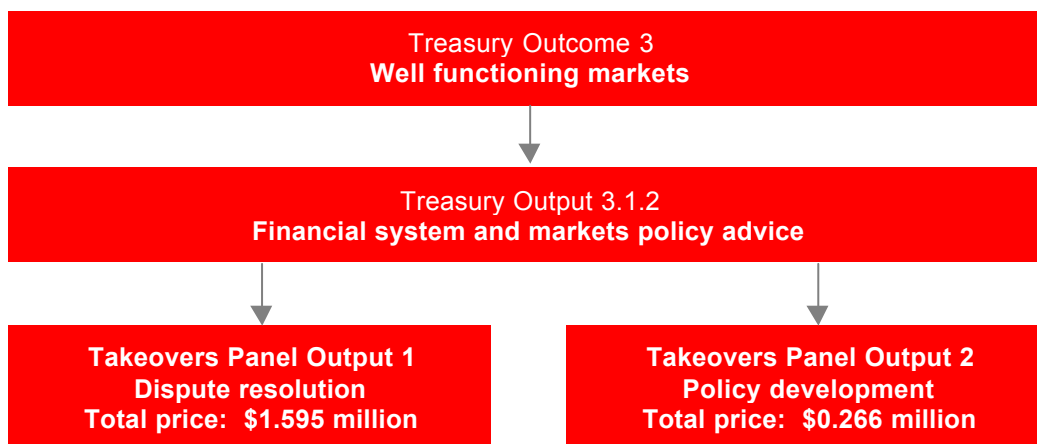 Treasury Outcome 3
Well functioning markets
Treasury Output 3.1.2
Financial system and markets policy advice
Takeovers Panel Output 1
Dispute resolution
Total price:  $1.595 million
Takeovers Panel Output 2
Policy development
Total price:  $0.266 million